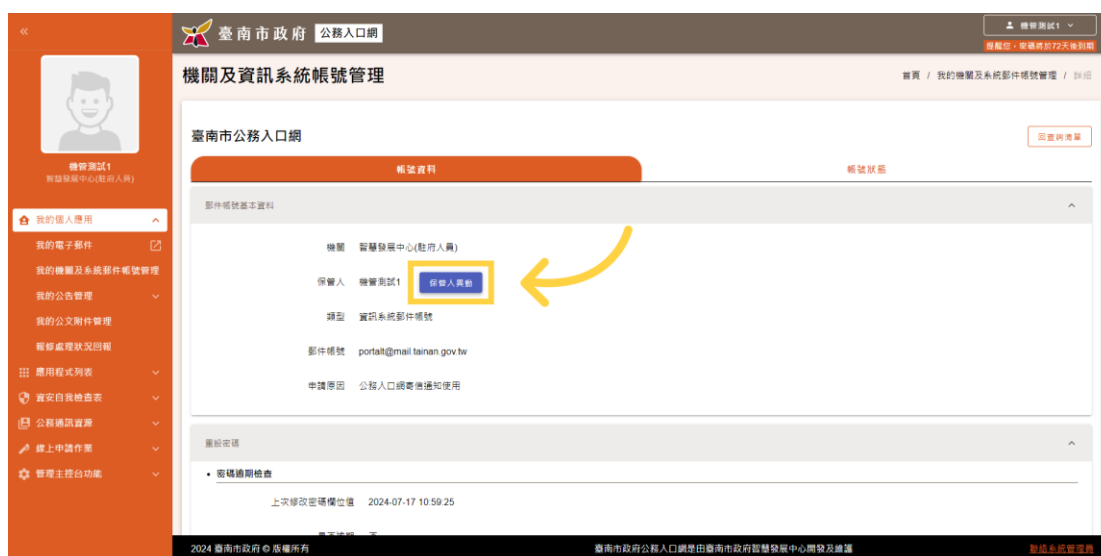 «
臺南市政府 公務入口網
機管測試1
提醒您，密碼將於72天後到期
機關及資訊系統帳號管理
首頁 / 我的機關及系統郵件帳號管理 / 詳細
機管測試1
智慧發展中心(駐府人員)
我的個人應用
我的電子郵件
我的機關及系統郵件帳號管理
我的公告管理
我的公文附件管理
報修處理狀況回報
應用程式列表
資安自我檢查表
公務通訊資源
線上申請作業
管理主控台功能
臺南市公務入口網
回查詢清單
帳號資料
帳號狀態
郵件帳號基本資料
機關 智慧發展中心(駐府人員)
保管人 機管測試1 保管人異動
類型 資訊系統郵件帳號
郵件帳號 portalt@mail.tainan.gov.tw
申請原因 公務入口網寄信通知使用
重設密碼
• 密碼逾期檢查
上次修改密碼欄位值 2024-07-17 10:59:25
2024 臺南市政府 © 版權所有
臺南市政府公務入口網是由臺南市政府智慧發展中心開發及維護
聯絡系統管理員